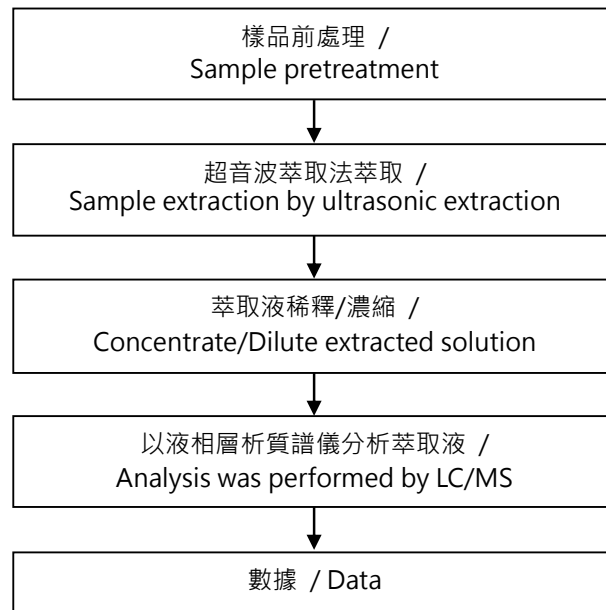 樣品前處理 /
Sample pretreatment
超音波萃取法萃取 /
Sample extraction by ultrasonic extraction
萃取液稀釋/濃縮 /
Concentrate/Dilute extracted solution
以液相層析質譜儀分析萃取液 /
Analysis was performed by LC/MS
數據 / Data